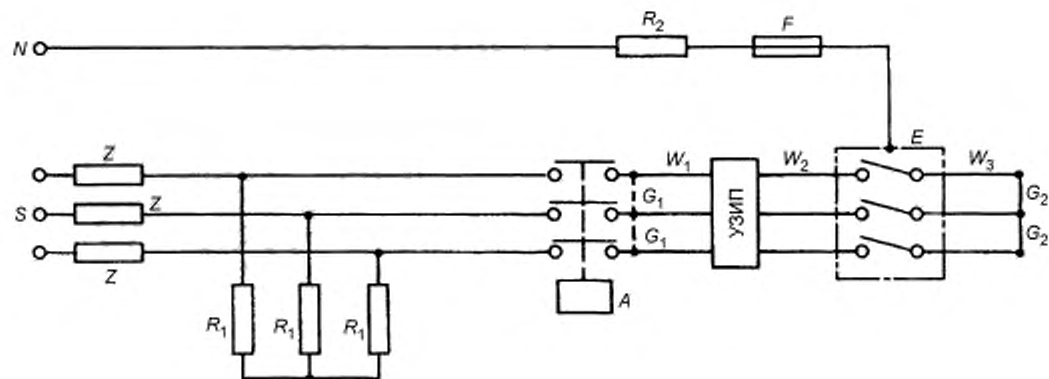 N
R₂
F
Z
E
W₁
W₂
W₃
S
Z
G₁
УЗИП
G₂
G₁
G₂
Z
A
R₁
R₁
R₁